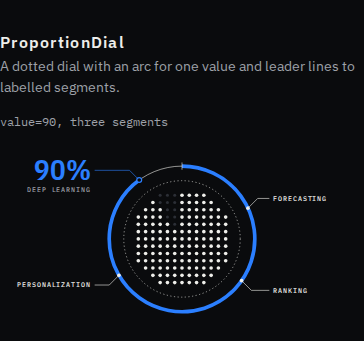 ProportionDial
A dotted dial with an arc for one value and leader lines to
labelled segments.
value=90, three segments
90%
DEEP LEARNING
FORECASTING
PERSONALIZATION
RANKING